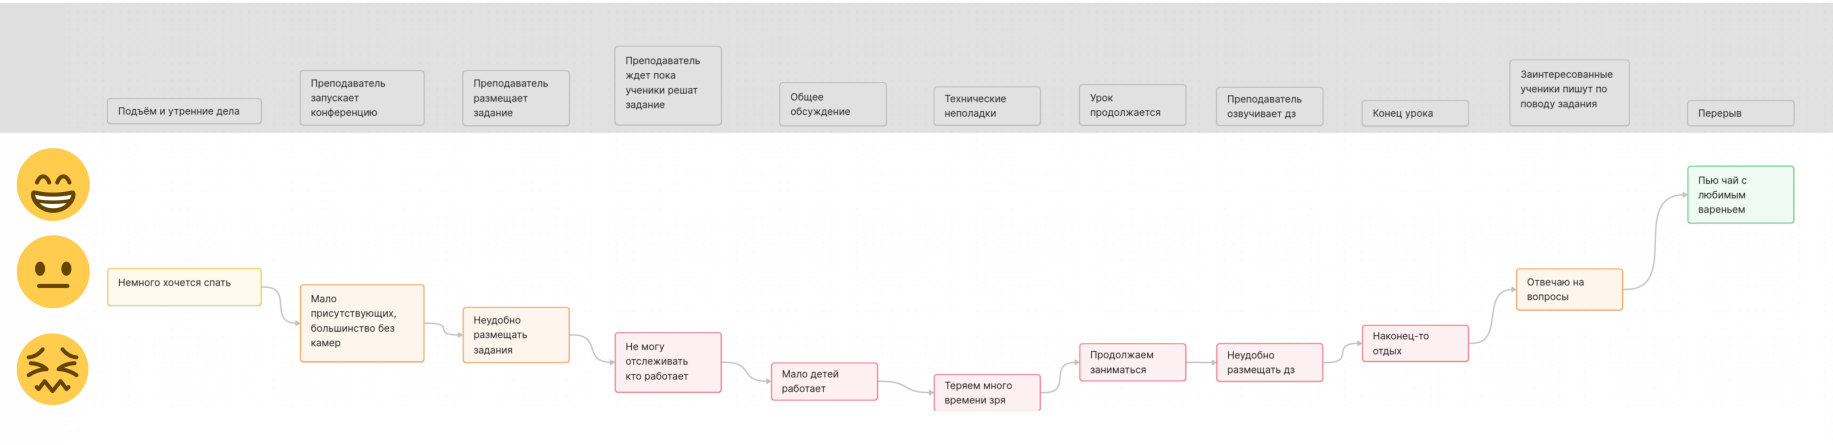 Подъём и утренние дела
Преподаватель
запускает
конференцию
Преподаватель
размещает
задание
Преподаватель
ждет пока
ученики решат
задание
Общее
обсуждение
Технические
неполадки
Урок
продолжается
Преподаватель
озвучивает дз
Конец урока
Заинтересованные
ученики пишут по
поводу задания
Перерыв
Немного хочется спать
Мало
присутствующих,
большинство без
камер
Неудобно
размещать
задания
Не могу
отслеживать
кто работает
Мало детей
работает
Теряем много
времени зря
Продолжаем
заниматься
Неудобно
размещать дз
Наконец-то
отдых
Отвечаю на
вопросы
Пью чай с
любимым
вареньем